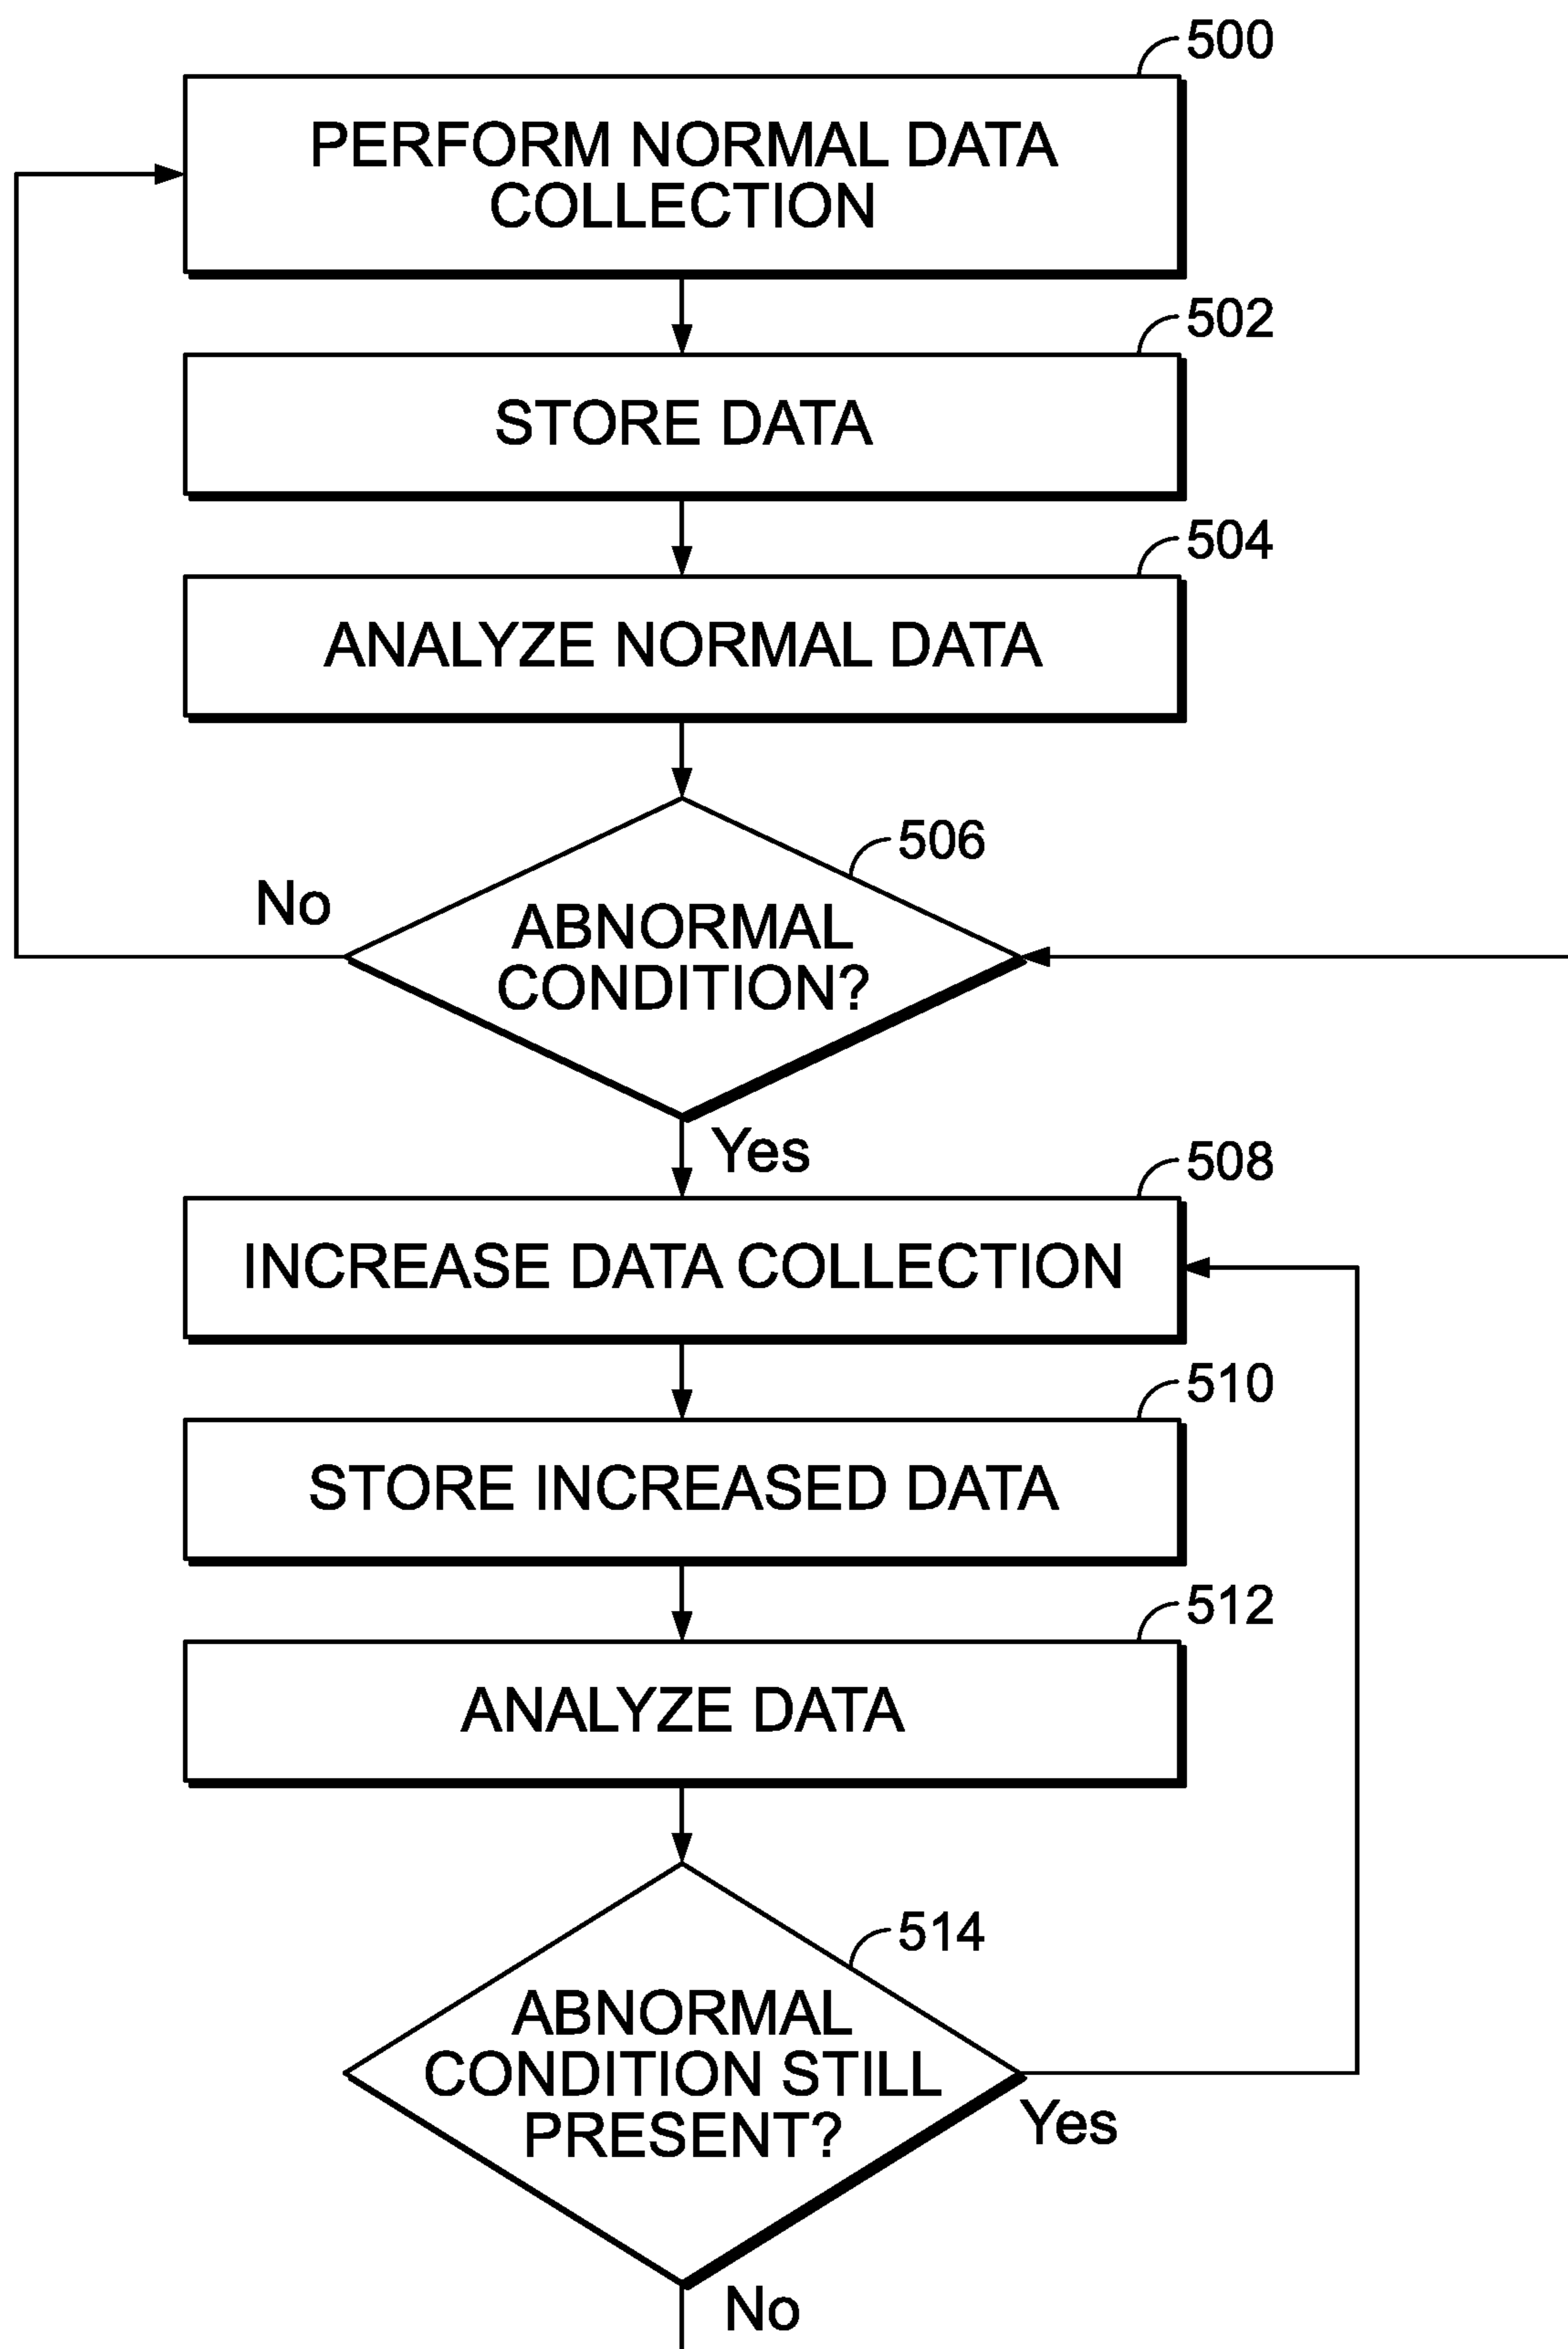 500
PERFORM NORMAL DATA
COLLECTION
502
STORE DATA
504
ANALYZE NORMAL DATA
506
No
ABNORMAL
CONDITION?
Yes
508
INCREASE DATA COLLECTION
510
STORE INCREASED DATA
512
ANALYZE DATA
514
ABNORMAL
CONDITION STILL
PRESENT?
Yes
No